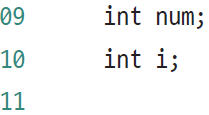 09 int num;
10 int i;
11